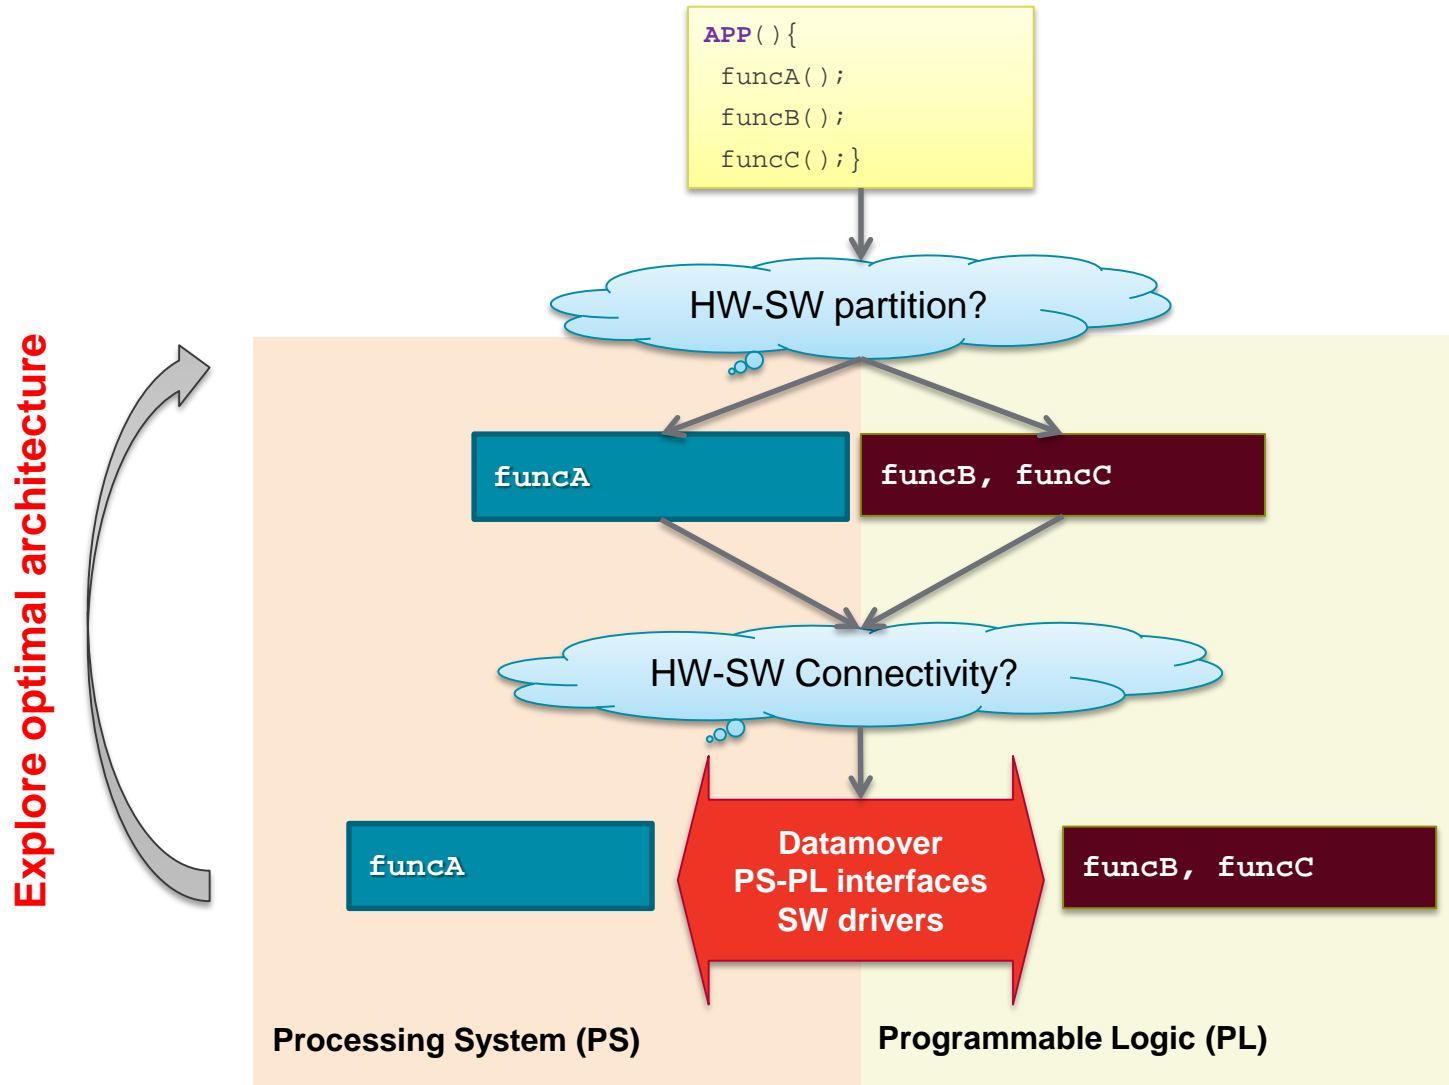 APP(){
funcA();
funcB();
funcC();}
HW-SW partition?
Explore optimal architecture
funcA
funcB, funcC
HW-SW Connectivity?
funcA
Datamover
PS-PL interfaces
SW drivers
funcB, funcC
Processing System (PS)
Programmable Logic (PL)